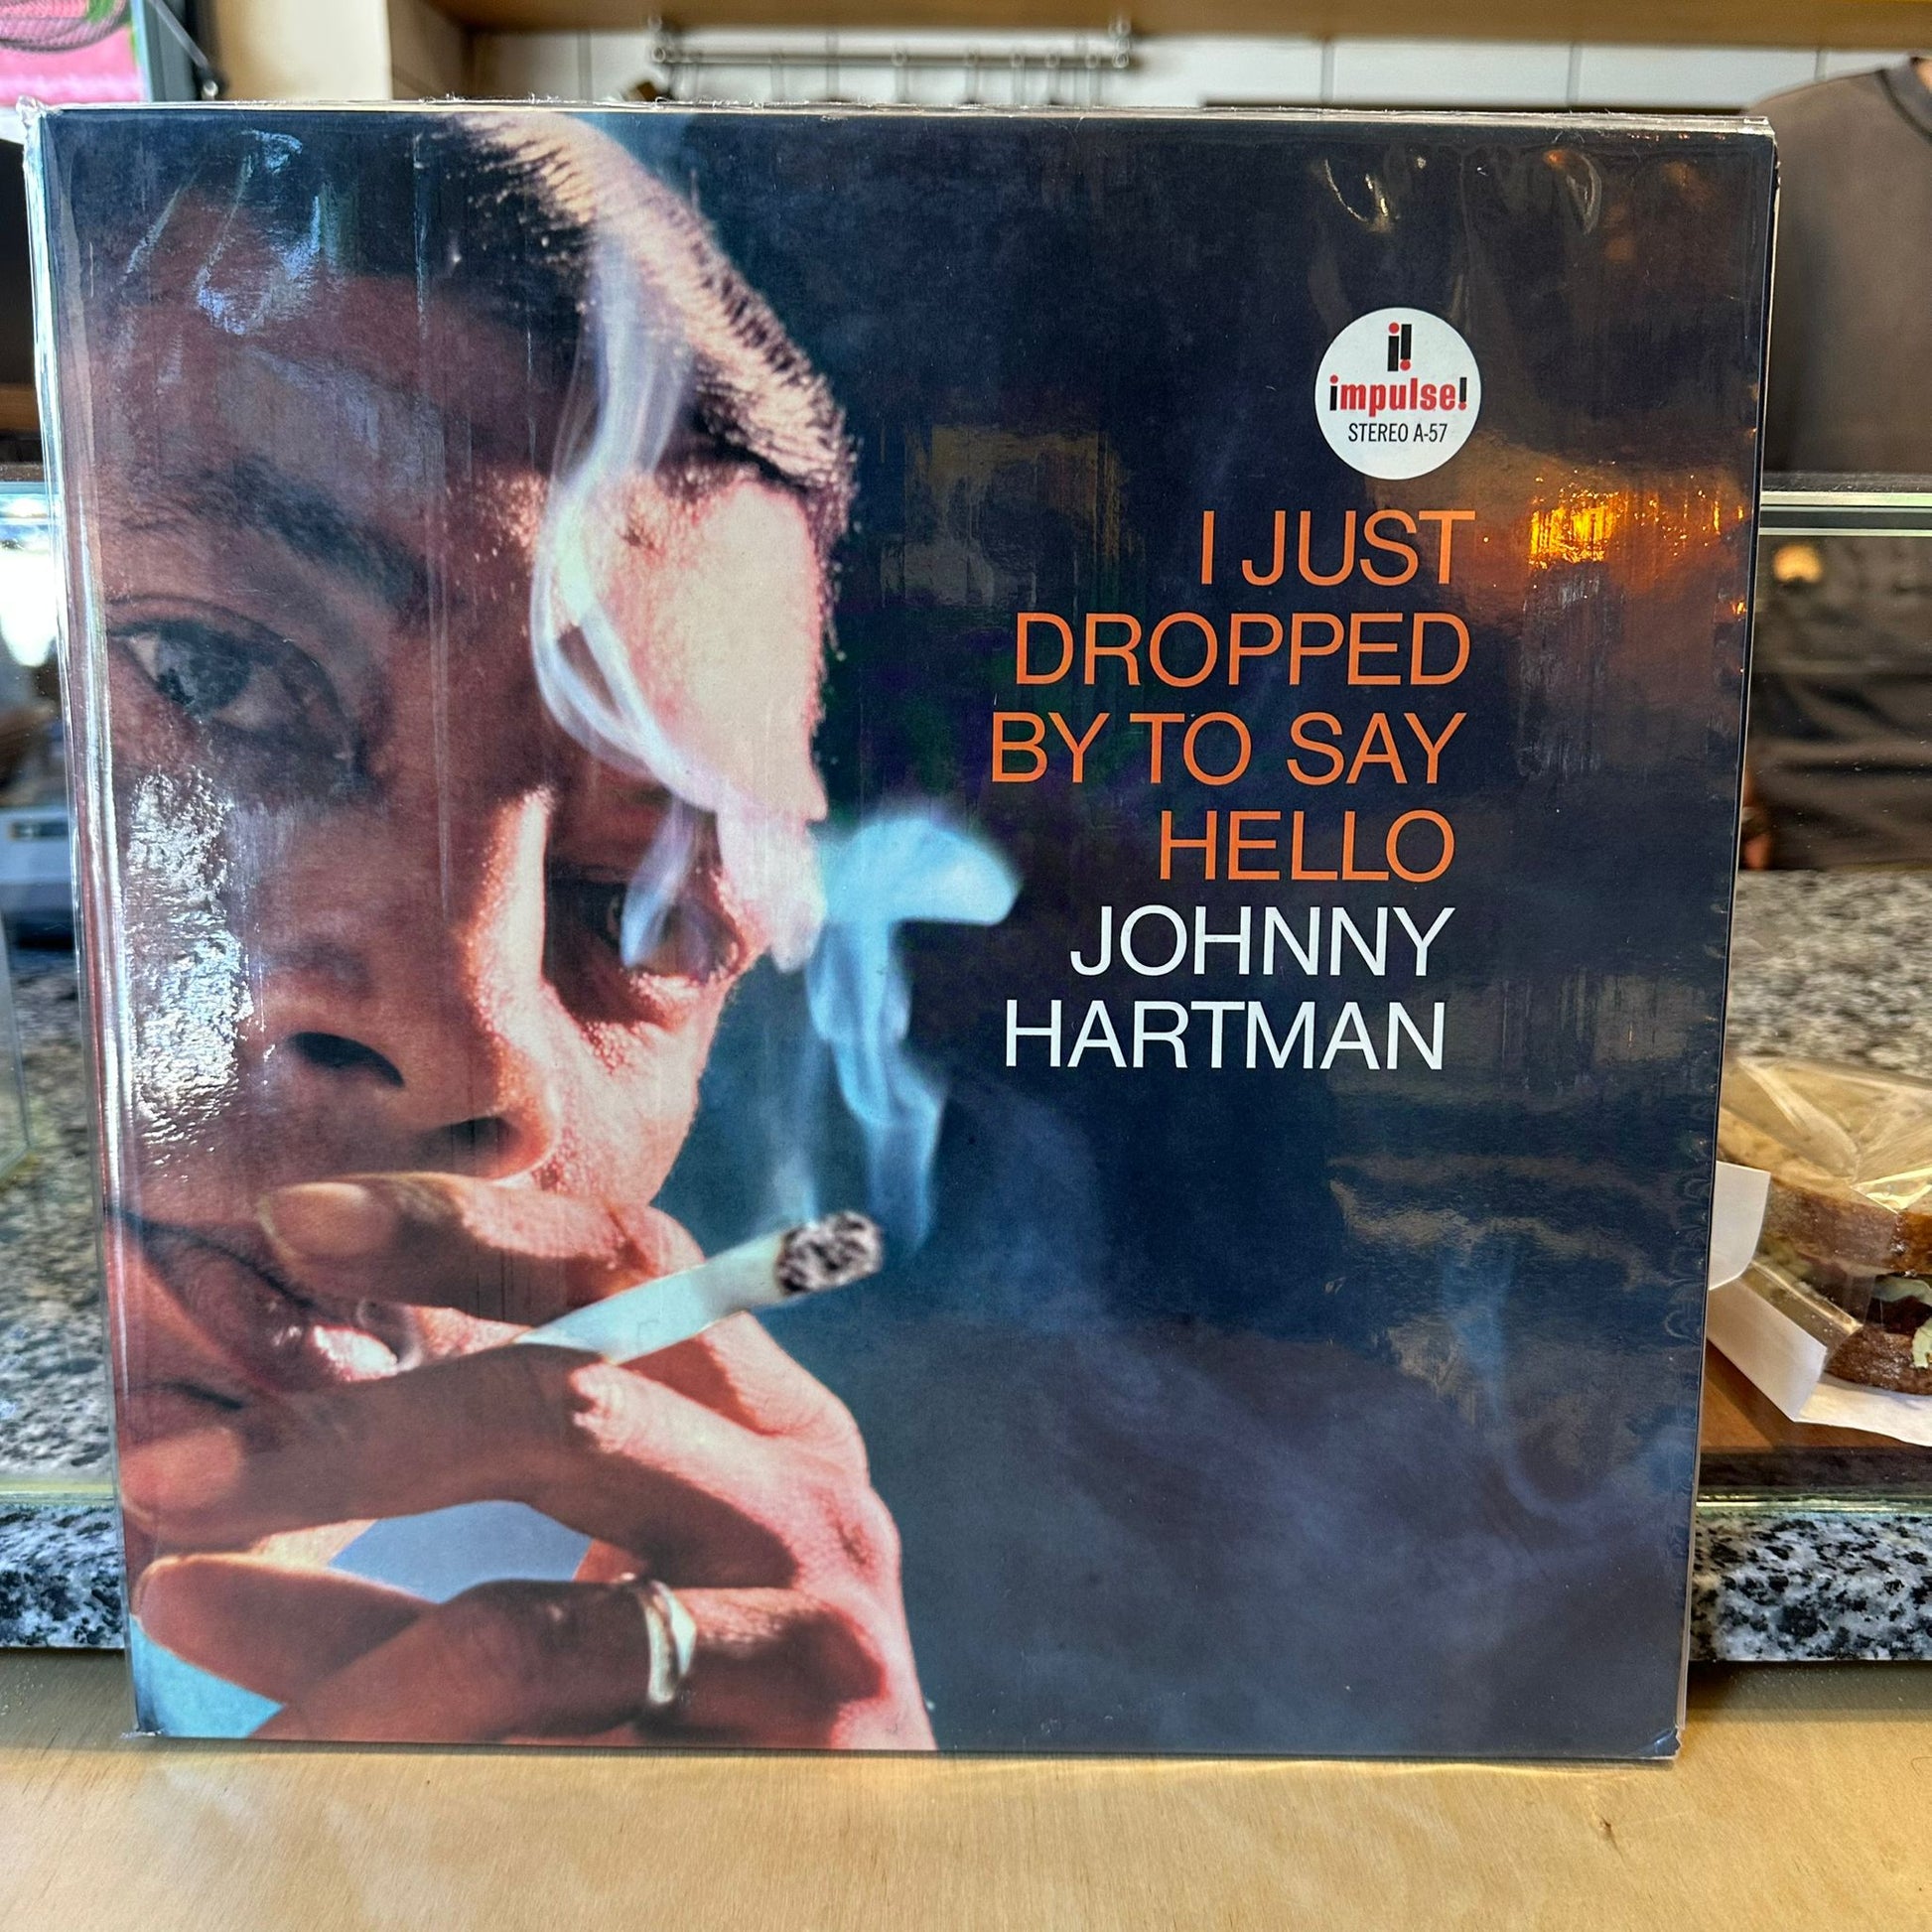 impulse!
STEREO A-57
I JUST
DROPPED
BY TO SAY
HELLO
JOHNNY
HARTMAN